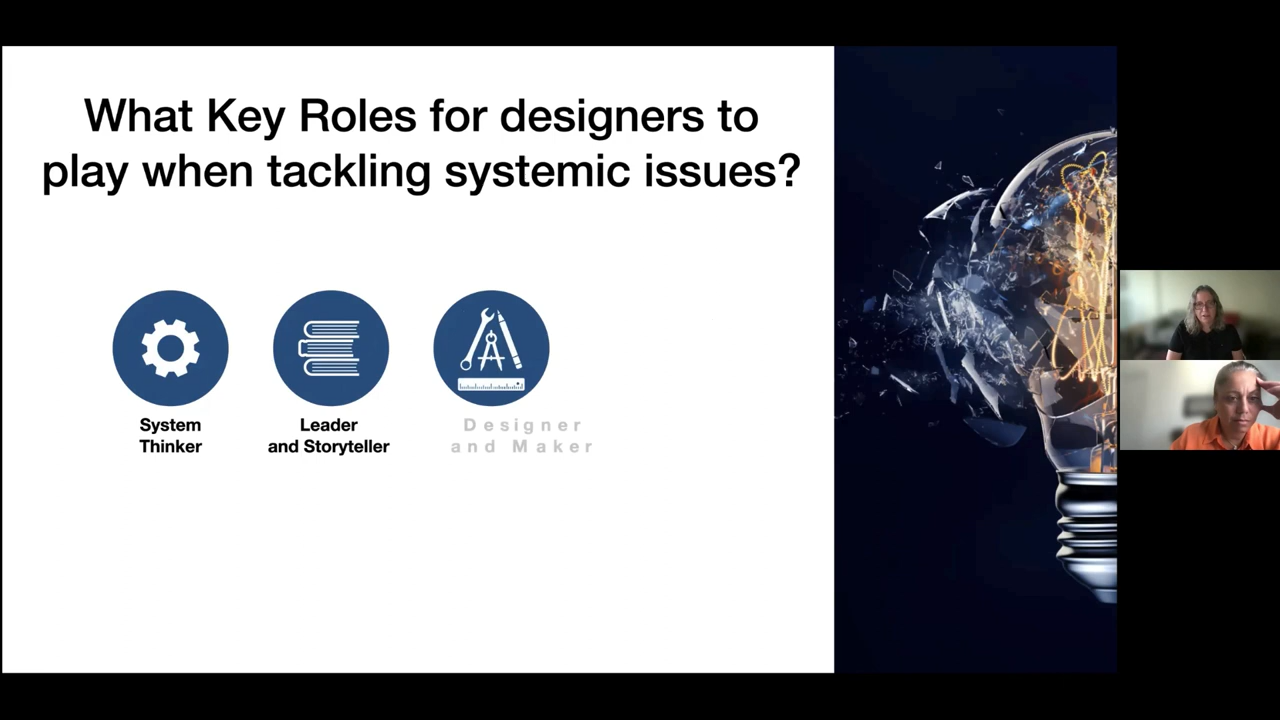 What Key Roles for designers to
play when tackling systemic issues?
System
Thinker
Leader
and Storyteller
Designer
and Maker